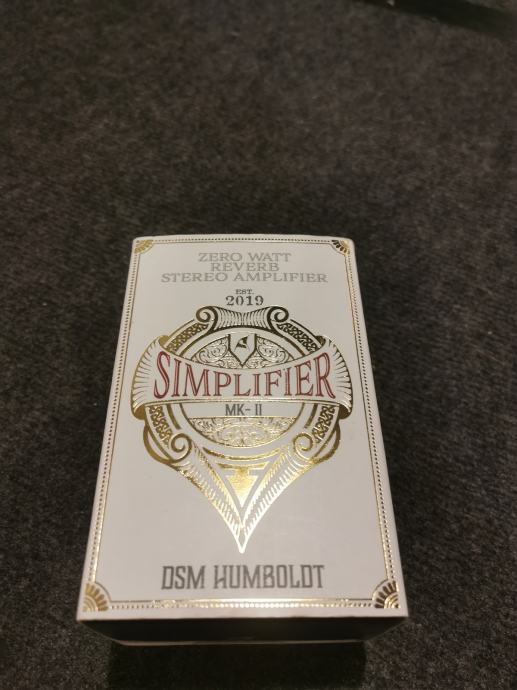 ZERO WATT
REVERB
STEREO AMPLIFIER
EST.
2019
SIMPLIFIER
MK-II
DSM HUMBOLDT